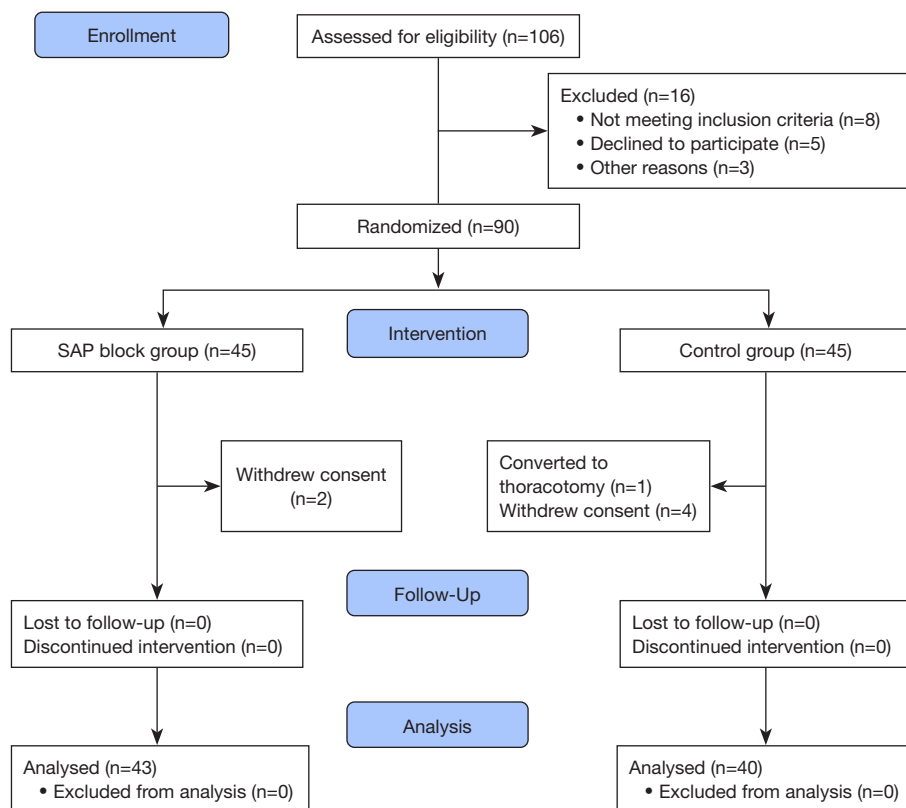 Enrollment
Assessed for eligibility (n=106)
Excluded (n=16)
• Not meeting inclusion criteria (n=8)
• Declined to participate (n=5)
• Other reasons (n=3)
Randomized (n=90)
Intervention
SAP block group (n=45)
Control group (n=45)
Withdrew consent
(n=2)
Converted to
thoracotomy (n=1)
Withdrew consent (n=4)
Follow-Up
Lost to follow-up (n=0)
Discontinued intervention (n=0)
Lost to follow-up (n=0)
Discontinued intervention (n=0)
Analysis
Analysed (n=43)
• Excluded from analysis (n=0)
Analysed (n=40)
• Excluded from analysis (n=0)